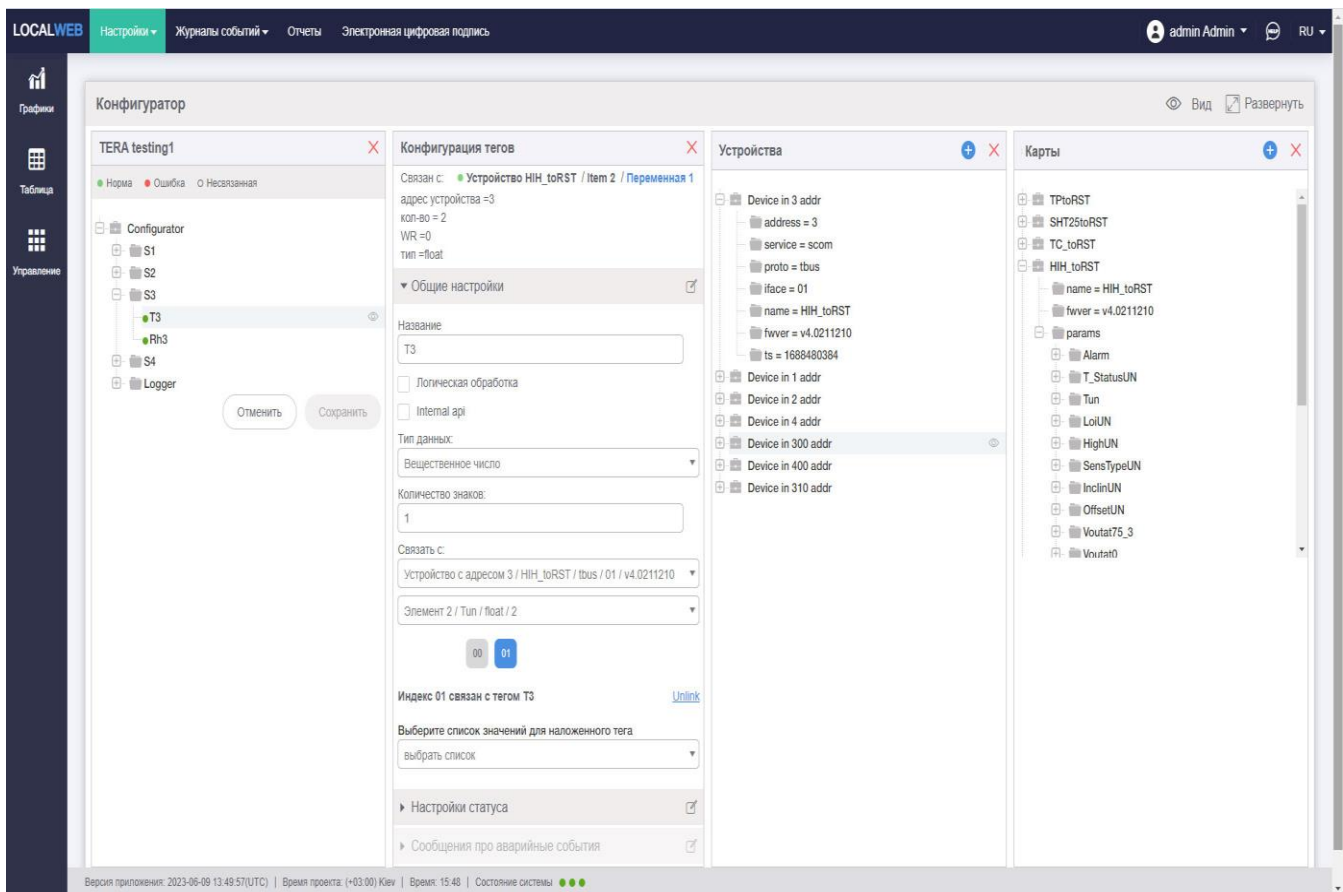 LOCALWEB Настройки Журналы событий Отчеты Электронная цифровая подпись admin Admin RU
Графики
Таблица
Управление
Конфигуратор Вид Развернуть
TERA testing1 X
Норма Ошибка Несвязанная
Configurator
S1
S2
S3
T3
Rh3
S4
Logger
Отменить Сохранить
Конфигурация тегов X
Связан с: Устройство HIH_toRST / Item 2 / Переменная 1
адрес устройства =3
кол-во = 2
WR =0
тип =float
Общие настройки
Название
T3
Логическая обработка
Internal api
Тип данных:
Вещественное число
Количество знаков:
1
Связать с:
Устройство с адресом 3 / HIH_toRST / tbus / 01 / v4.0211210
Элемент 2 / Tun / float / 2
00 01
Индекс 01 связан с тегом T3 Unlink
Выберите список значений для наложенного тега
выбрать список
Настройки статуса
Сообщения про аварийные события
Устройства X
Device in 3 addr
address = 3
service = scom
proto = tbus
iface = 01
name = HIH_toRST
fwver = v4.0211210
ts = 1688480384
Device in 1 addr
Device in 2 addr
Device in 4 addr
Device in 300 addr
Device in 400 addr
Device in 310 addr
Карты X
TPtoRST
SHT25toRST
TC_toRST
HIH_toRST
name = HIH_toRST
fwver = v4.0211210
params
Alarm
T_StatusUN
Tun
LoiUN
HighUN
SensTypeUN
InclinUN
OffsetUN
Voutat75_3
Voutat0
Версия приложения: 2023-06-09 13:49:57(UTC) | Время проекта: (+03:00) Kiev | Время: 15:48 | Состояние системы